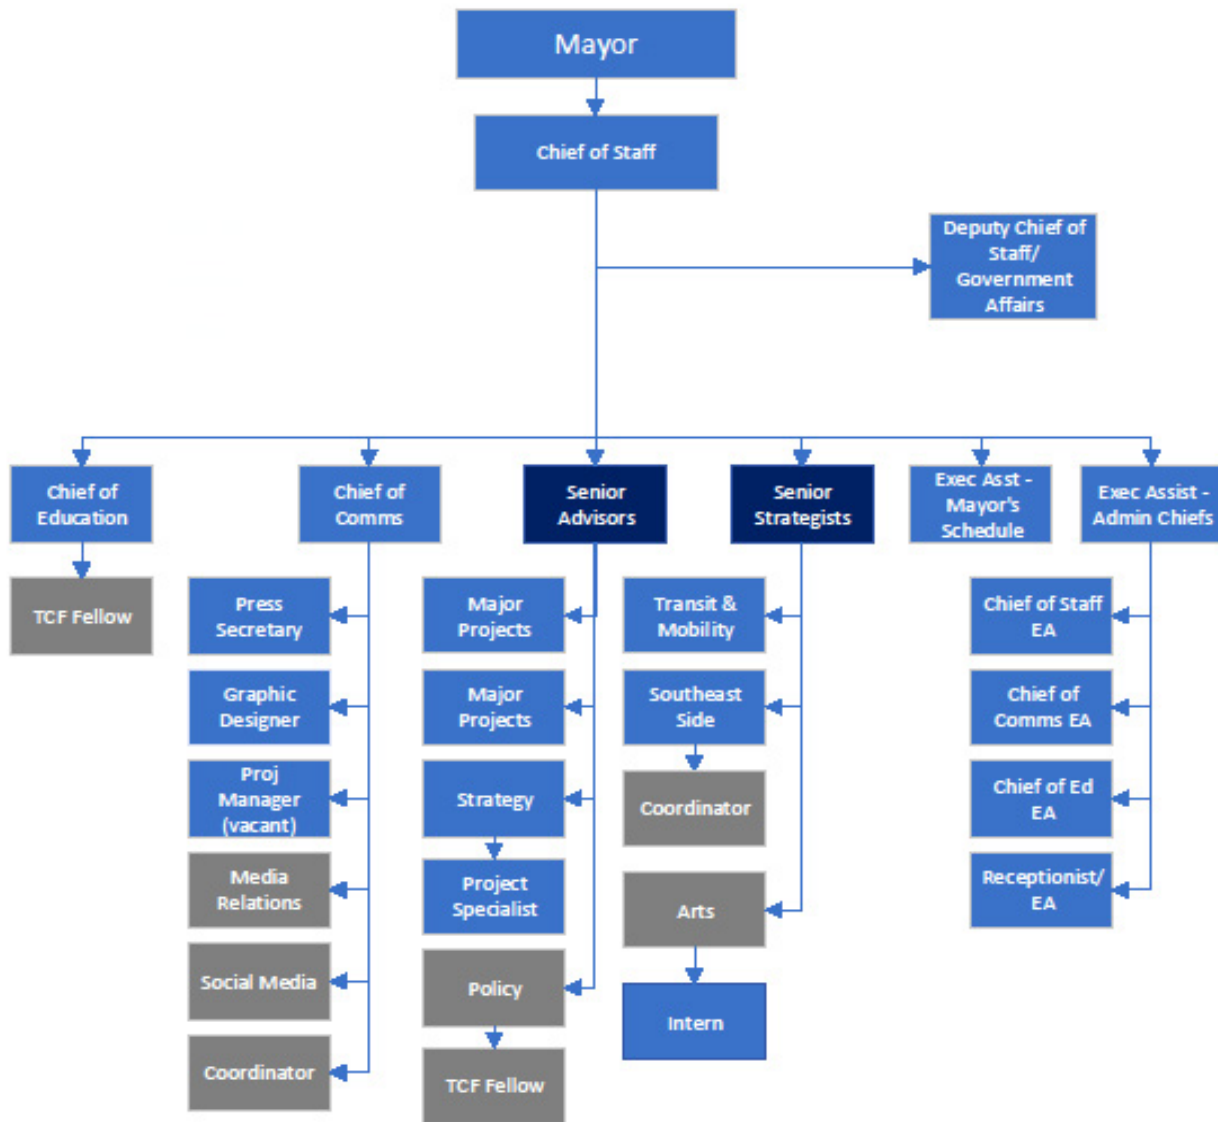 Mayor
Chief of Staff
Deputy Chief of
Staff/
Government
Affairs
Chief of
Education
Chief of
Comms
Senior
Advisors
Senior
Strategists
Exec Asst -
Mayor's
Schedule
Exec Assist -
Admin Chiefs
TCF Fellow
Press
Secretary
Graphic
Designer
Proj
Manager
(vacant)
Media
Relations
Social Media
Coordinator
Major
Projects
Major
Projects
Strategy
Project
Specialist
Policy
TCF Fellow
Transit &
Mobility
Southeast
Side
Coordinator
Arts
Intern
Chief of Staff
EA
Chief of
Comms EA
Chief of Ed
EA
Receptionist/
EA